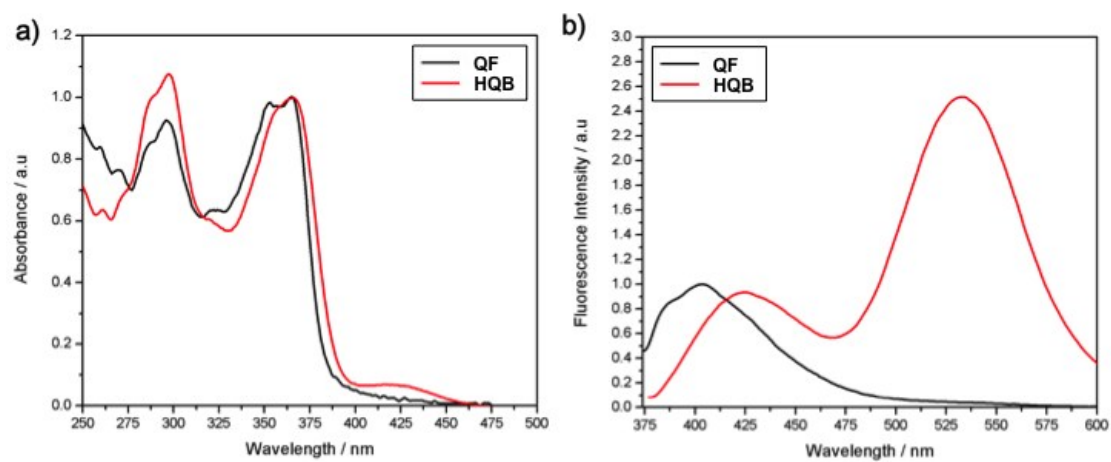 a)
QF
HQB
Absorbance / a.u
1.2
1.0
0.8
0.6
0.4
0.2
0.0
250 275 300 325 350 375 400 425 450 475 500
Wavelength / nm
b)
QF
HQB
Fluorescence Intensity / a.u
3.0
2.8
2.6
2.4
2.2
2.0
1.8
1.6
1.4
1.2
1.0
0.8
0.6
0.4
0.2
0.0
375 400 425 450 475 500 525 550 575 600
Wavelength / nm